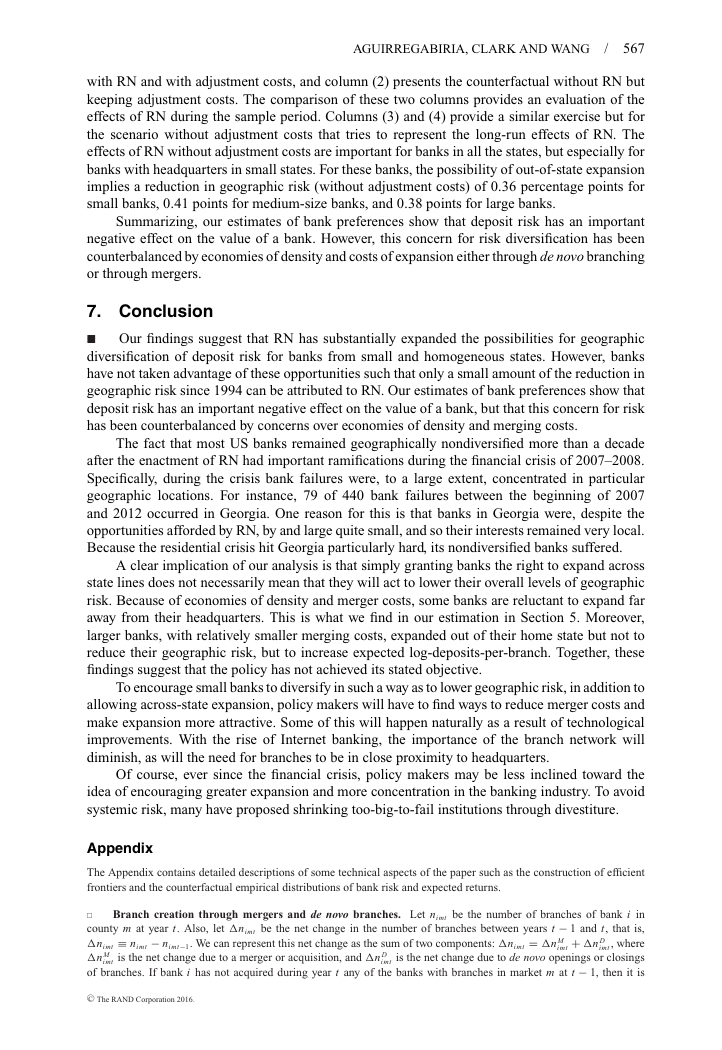 AGUIRREGABIRIA, CLARK AND WANG / 567
with RN and with adjustment costs, and column (2) presents the counterfactual without RN but
keeping adjustment costs. The comparison of these two columns provides an evaluation of the
effects of RN during the sample period. Columns (3) and (4) provide a similar exercise but for
the scenario without adjustment costs that tries to represent the long-run effects of RN. The
effects of RN without adjustment costs are important for banks in all the states, but especially for
banks with headquarters in small states. For these banks, the possibility of out-of-state expansion
implies a reduction in geographic risk (without adjustment costs) of 0.36 percentage points for
small banks, 0.41 points for medium-size banks, and 0.38 points for large banks.
Summarizing, our estimates of bank preferences show that deposit risk has an important
negative effect on the value of a bank. However, this concern for risk diversification has been
counterbalanced by economies of density and costs of expansion either through de novo branching
or through mergers.
7. Conclusion
■ Our findings suggest that RN has substantially expanded the possibilities for geographic
diversification of deposit risk for banks from small and homogeneous states. However, banks
have not taken advantage of these opportunities such that only a small amount of the reduction in
geographic risk since 1994 can be attributed to RN. Our estimates of bank preferences show that
deposit risk has an important negative effect on the value of a bank, but that this concern for risk
has been counterbalanced by concerns over economies of density and merging costs.
The fact that most US banks remained geographically nondiversified more than a decade
after the enactment of RN had important ramifications during the financial crisis of 2007–2008.
Specifically, during the crisis bank failures were, to a large extent, concentrated in particular
geographic locations. For instance, 79 of 440 bank failures between the beginning of 2007
and 2012 occurred in Georgia. One reason for this is that banks in Georgia were, despite the
opportunities afforded by RN, by and large quite small, and so their interests remained very local.
Because the residential crisis hit Georgia particularly hard, its nondiversified banks suffered.
A clear implication of our analysis is that simply granting banks the right to expand across
state lines does not necessarily mean that they will act to lower their overall levels of geographic
risk. Because of economies of density and merger costs, some banks are reluctant to expand far
away from their headquarters. This is what we find in our estimation in Section 5. Moreover,
larger banks, with relatively smaller merging costs, expanded out of their home state but not to
reduce their geographic risk, but to increase expected log-deposits-per-branch. Together, these
findings suggest that the policy has not achieved its stated objective.
To encourage small banks to diversify in such a way as to lower geographic risk, in addition to
allowing across-state expansion, policy makers will have to find ways to reduce merger costs and
make expansion more attractive. Some of this will happen naturally as a result of technological
improvements. With the rise of Internet banking, the importance of the branch network will
diminish, as will the need for branches to be in close proximity to headquarters.
Of course, ever since the financial crisis, policy makers may be less inclined toward the
idea of encouraging greater expansion and more concentration in the banking industry. To avoid
systemic risk, many have proposed shrinking too-big-to-fail institutions through divestiture.
Appendix
The Appendix contains detailed descriptions of some technical aspects of the paper such as the construction of efficient
frontiers and the counterfactual empirical distributions of bank risk and expected returns.
□ Branch creation through mergers and de novo branches. Let n_{imt} be the number of branches of bank i in
county m at year t. Also, let Δn_{imt} be the net change in the number of branches between years t − 1 and t, that is,
Δn_{imt} ≡ n_{imt} − n_{imt−1}. We can represent this net change as the sum of two components: Δn_{imt} = Δn^M_{imt} + Δn^D_{imt}, where
Δn^M_{imt} is the net change due to a merger or acquisition, and Δn^D_{imt} is the net change due to de novo openings or closings
of branches. If bank i has not acquired during year t any of the banks with branches in market m at t − 1, then it is
© The RAND Corporation 2016.